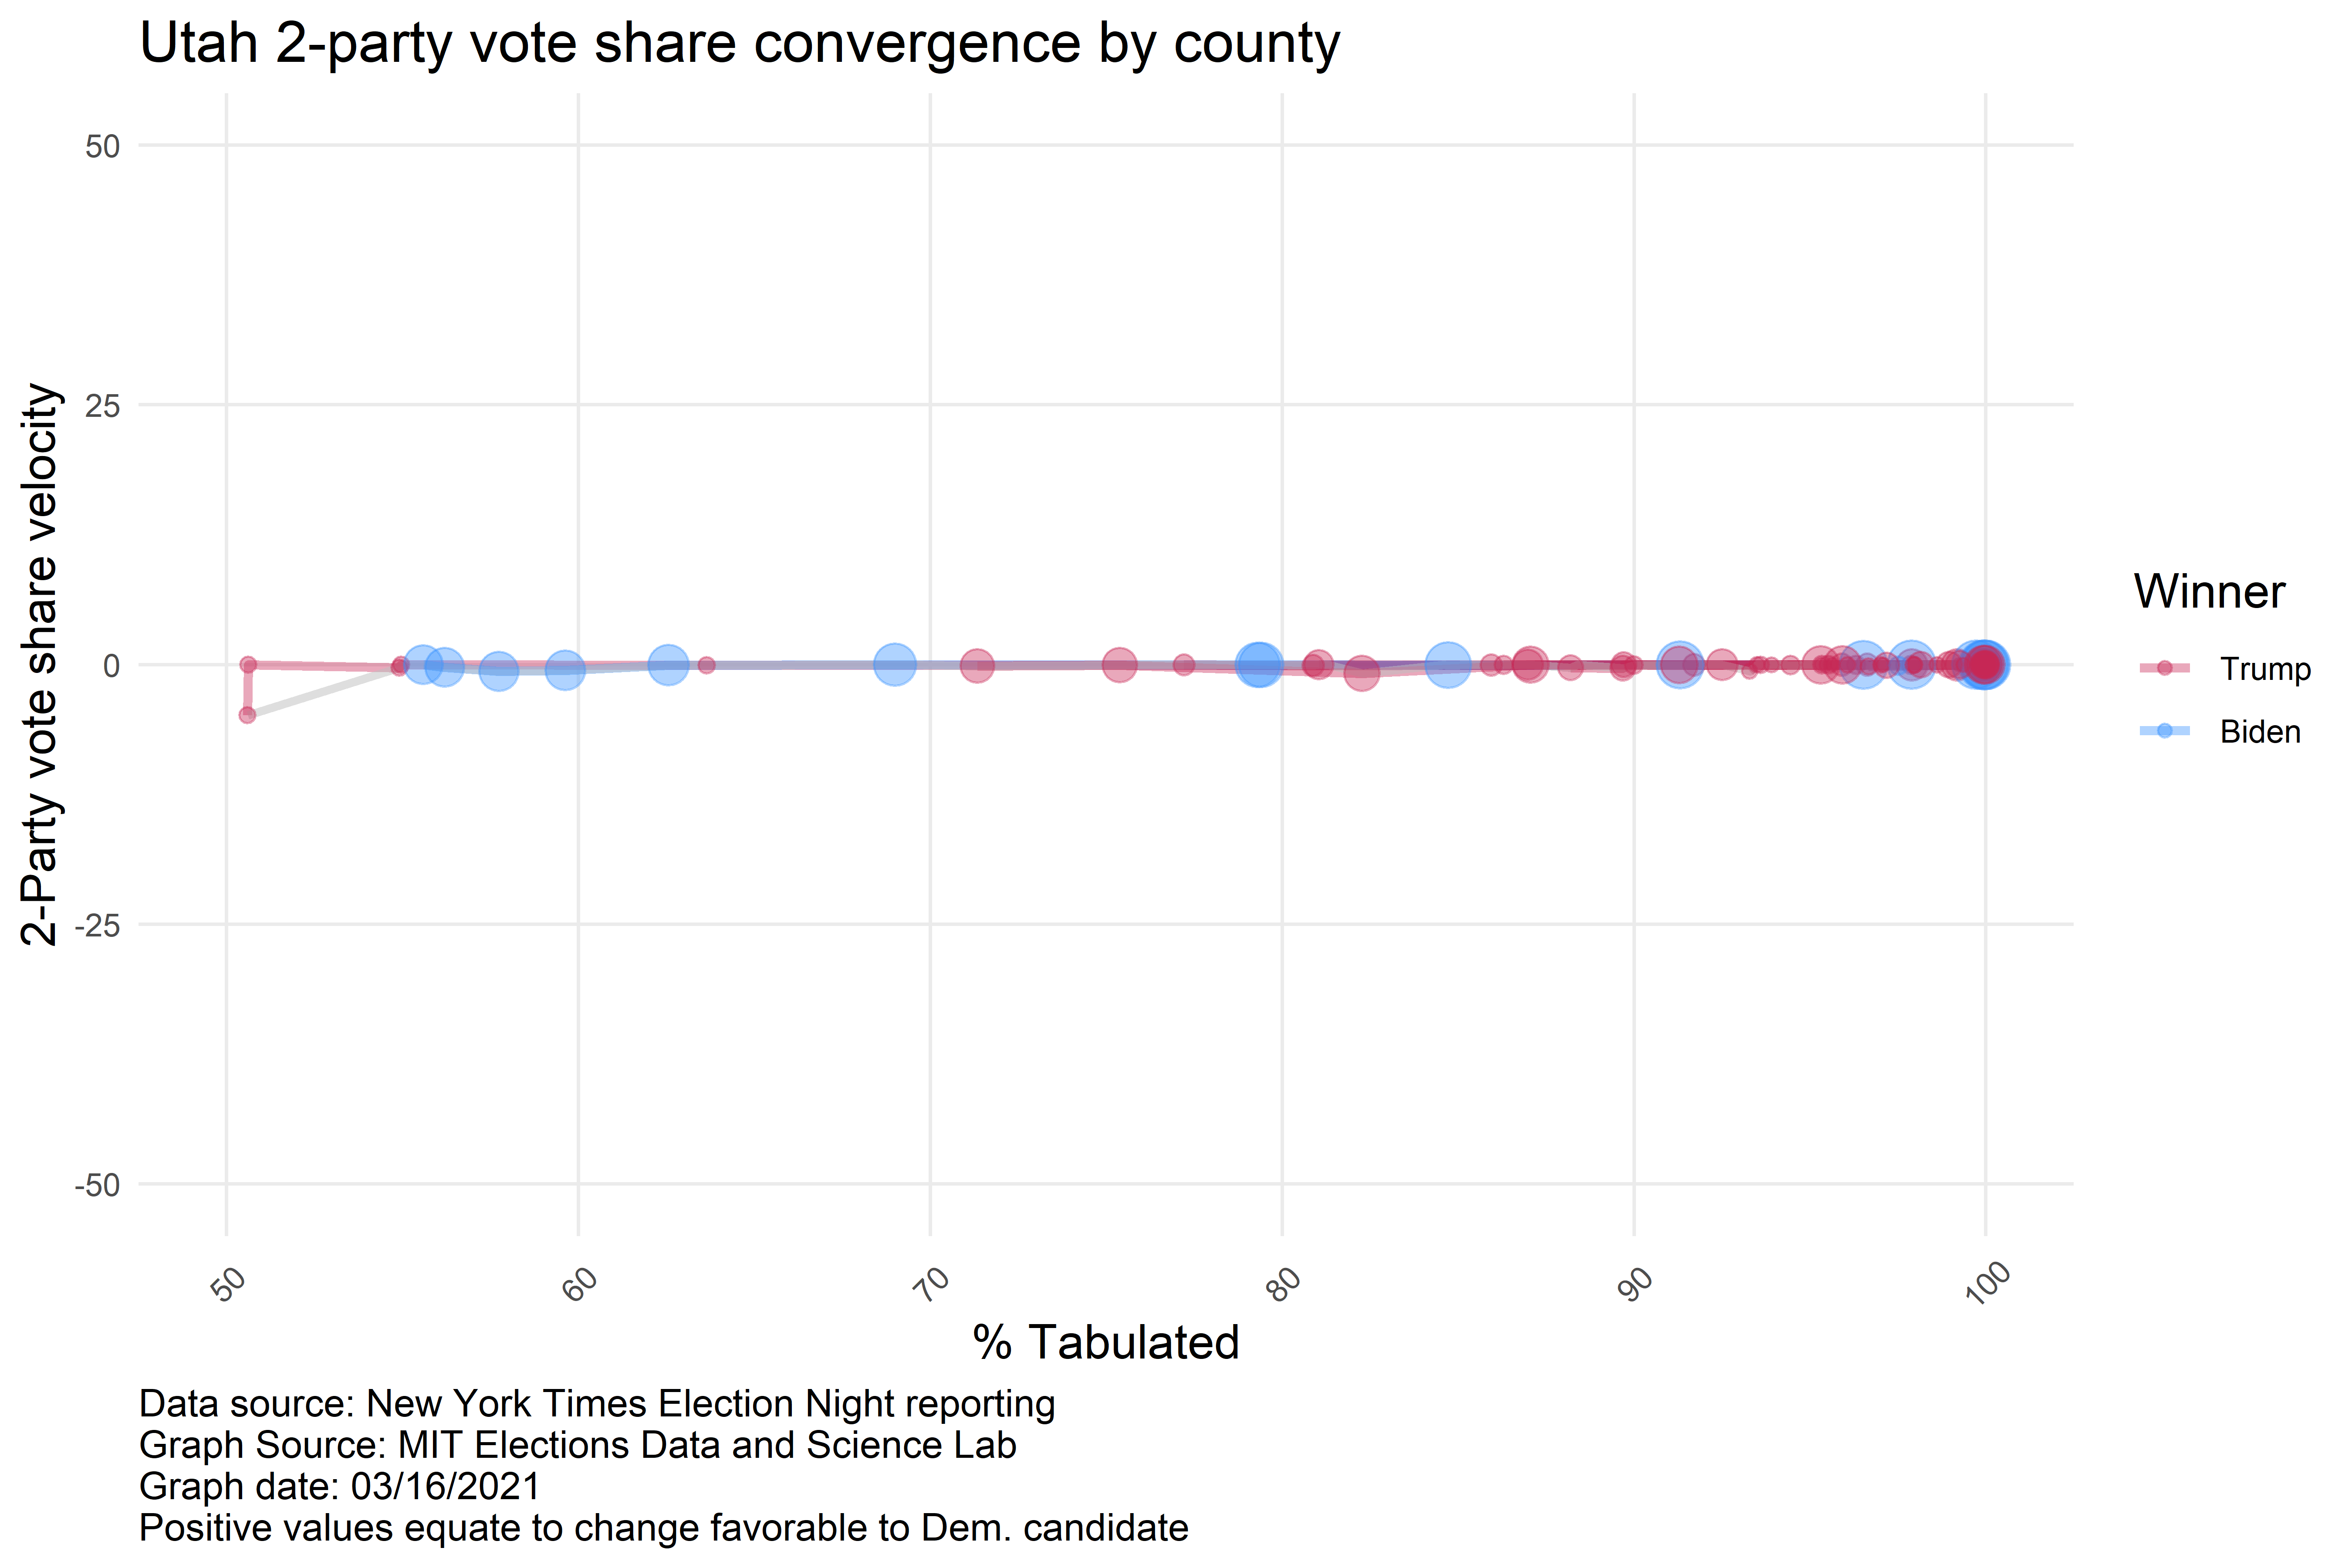 Utah 2-party vote share convergence by county
2-Party vote share velocity
50
25
0
-25
-50
50
60
70
80
90
100
% Tabulated
Winner
Trump
Biden
Data source: New York Times Election Night reporting
Graph Source: MIT Elections Data and Science Lab
Graph date: 03/16/2021
Positive values equate to change favorable to Dem. candidate